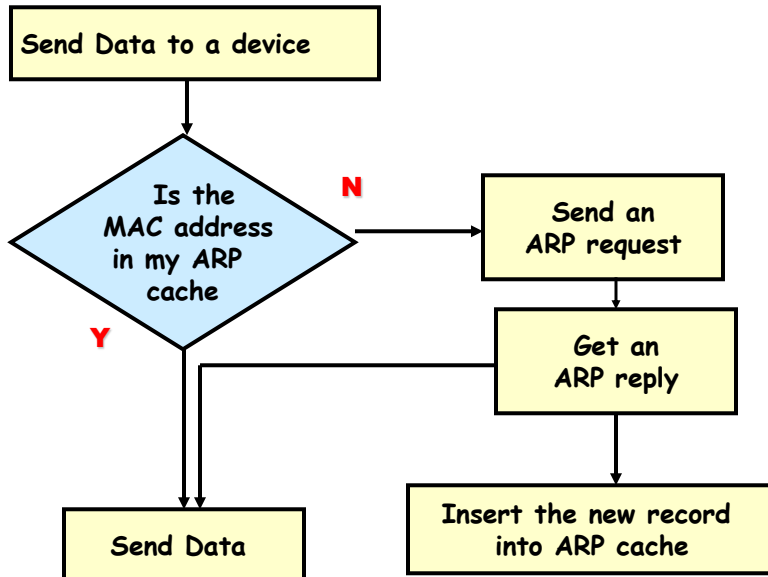 Send Data to a device
Is the
MAC address
in my ARP
cache
N
Send an
ARP request
Y
Get an
ARP reply
Send Data
Insert the new record
into ARP cache